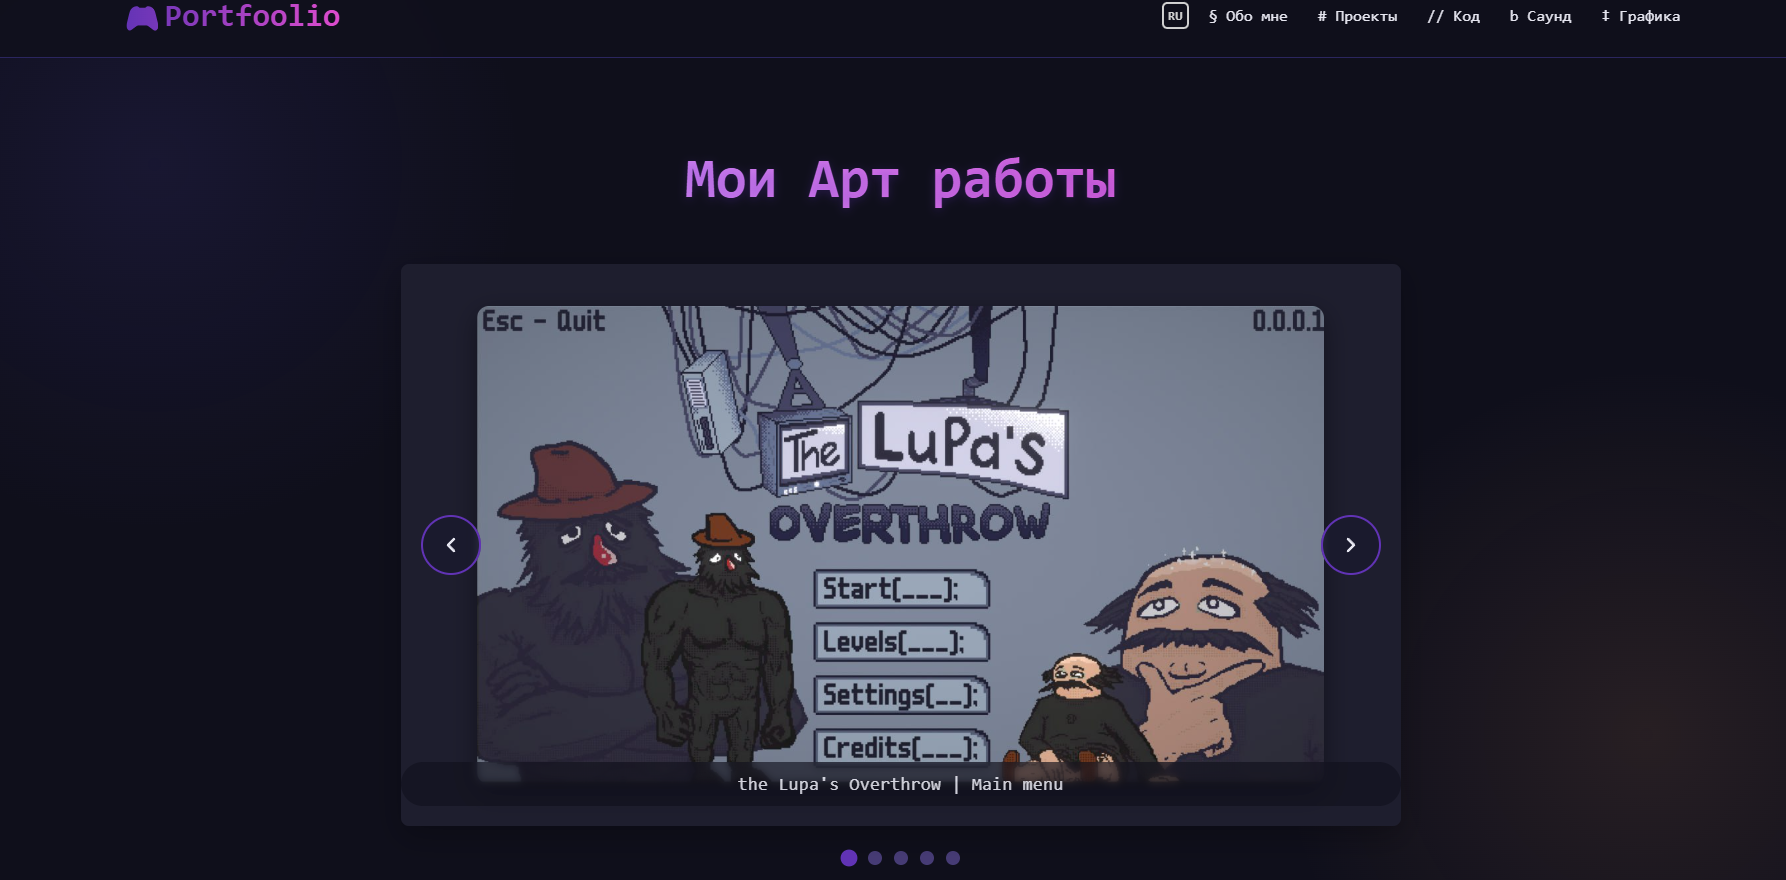 Portfoolio
RU § Обо мне # Проекты // Код b Саунд ‡ Графика
Мои Арт работы
Esc - Quit
0.0.0.1
The LuPa's
OVERTHROW
Start(___);
Levels(___);
Settings(__);
Credits(___);
the Lupa's Overthrow | Main menu